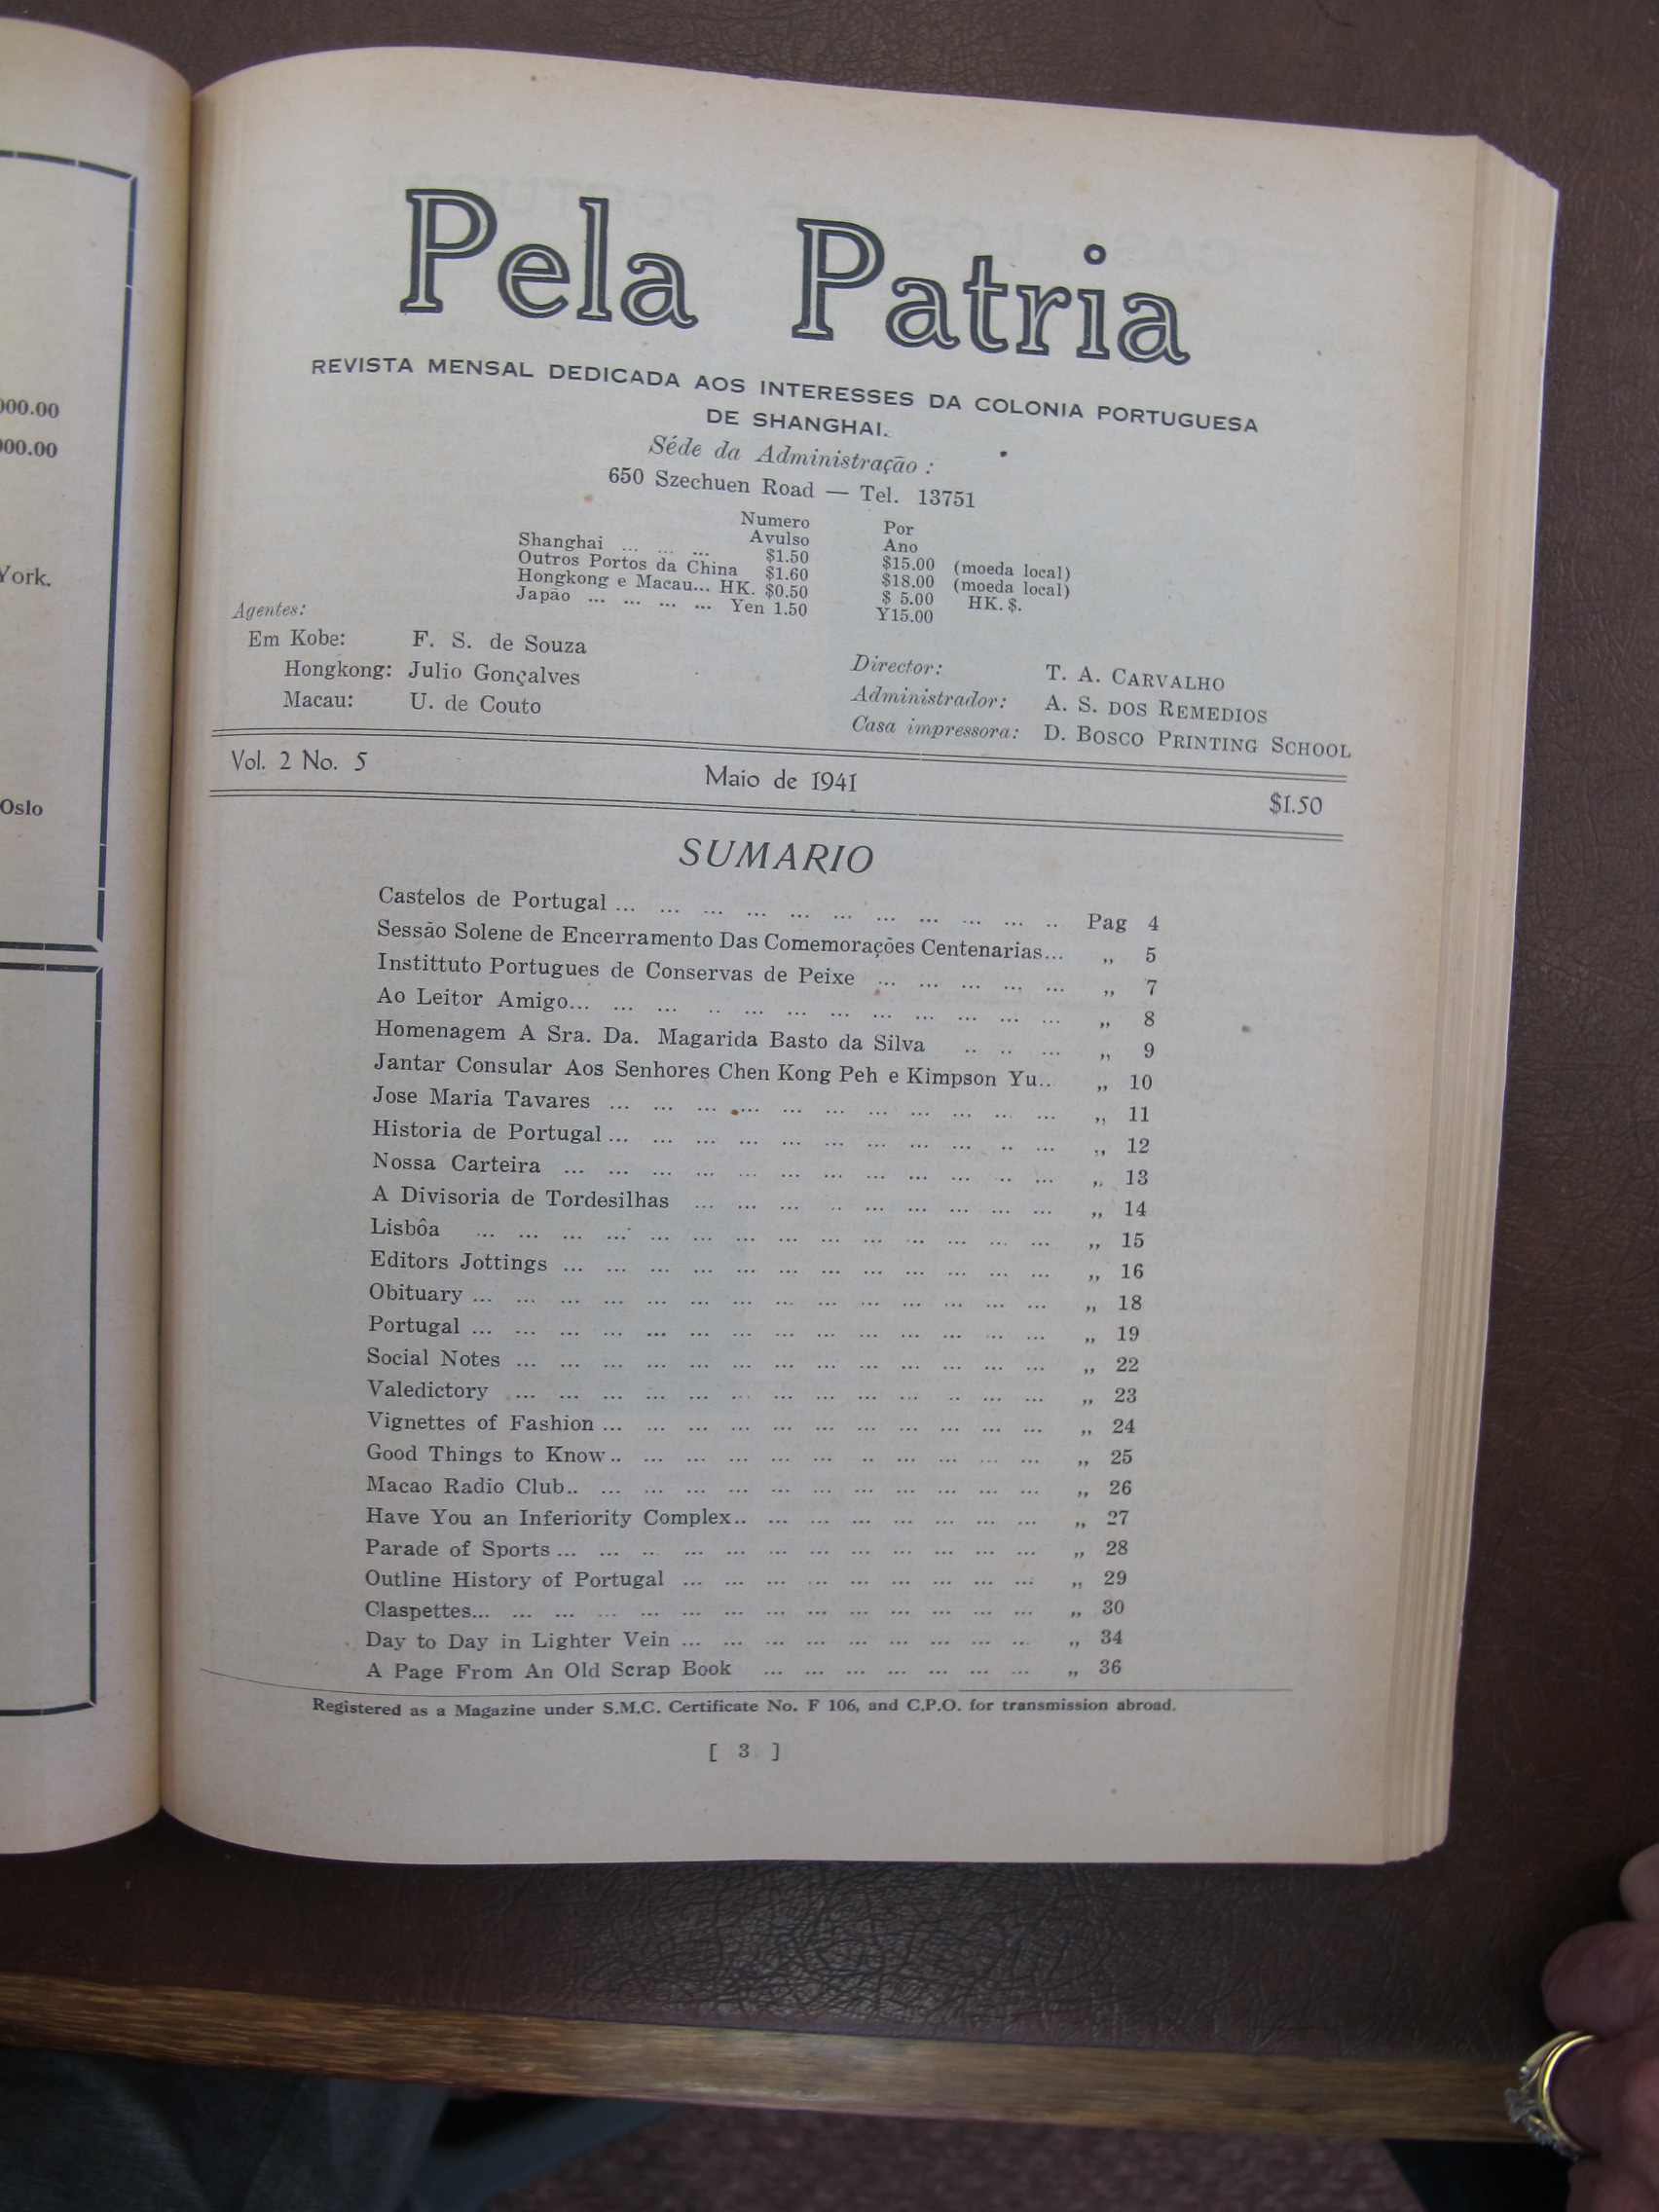 000.00
000.00
York.
Oslo
Pela Patria
REVISTA MENSAL DEDICADA AOS INTERESSES DA COLONIA PORTUGUESA
DE SHANGHAI.
Séde da Administração :
650 Szechuen Road — Tel. 13751
Numero Por
Avulso Ano
Shanghai ... ... ... $1.50 $15.00 (moeda local)
Outros Portos da China $1.60 $18.00 (moeda local)
Hongkong e Macau... HK. $0.50 $ 5.00 HK. $.
Japão ... ... ... ... Yen 1.50 Y15.00
Agentes:
Em Kobe: F. S. de Souza
Hongkong: Julio Gonçalves
Macau: U. de Couto
Director: T. A. CARVALHO
Administrador: A. S. DOS REMEDIOS
Casa impressora: D. BOSCO PRINTING SCHOOL
Vol. 2 No. 5 Maio de 1941 $1.50
SUMARIO
Castelos de Portugal ... ... ... ... ... ... ... ... ... ... .. Pag 4
Sessão Solene de Encerramento Das Comemorações Centenarias... „ 5
Instittuto Portugues de Conservas de Peixe ... ... ... ... ... „ 7
Ao Leitor Amigo... ... ... .. ... ... ... ... ... ... ... ... „ 8
Homenagem A Sra. Da. Magarida Basto da Silva .. .. ... „ 9
Jantar Consular Aos Senhores Chen Kong Peh e Kimpson Yu.. „ 10
Jose Maria Tavares ... ... ... ... ... ... ... ... ... ... ... „ 11
Historia de Portugal ... ... ... ... ... ... ... ... ... .. ... „ 12
Nossa Carteira ... ... ... ... ... ... ... ... ... ... .. ... „ 13
A Divisoria de Tordesilhas ... ... ... .. ... ... ... ... ... „ 14
Lisbôa ... ... ... ... ... ... ... ... ... ... .. ... ... ... „ 15
Editors Jottings ... ... ... ... ... ... ... ... ... ... ... ... „ 16
Obituary ... ... ... ... ... ... ... ... ... ... ... ... ... ... „ 18
Portugal ... ... ... ... ... ... ... ... ... ... ... ... ... ... „ 19
Social Notes ... ... ... ... ... ... ... ... ... ... ... ... ... „ 22
Valedictory ... ... ... ... ... ... ... ... ... ... .. ... ... „ 23
Vignettes of Fashion ... ... ... ... ... ... ... ... ... ... ... „ 24
Good Things to Know .. ... ... ... ... ... .. ... ... ... ... „ 25
Macao Radio Club.. ... ... ... ... ... ... ... ... ... ... ... „ 26
Have You an Inferiority Complex.. ... ... ... ... ... ... ... „ 27
Parade of Sports ... ... ... ... ... ... ... ... ... ... ... ... „ 28
Outline History of Portugal ... ... ... ... ... ... ... ... ... „ 29
Claspettes... ... ... ... ... ... ... ... ... ... ... ... ... ... „ 30
Day to Day in Lighter Vein ... ... ... ... ... ... ... ... ... „ 34
A Page From An Old Scrap Book ... ... ... ... ... ... ... „ 36
Registered as a Magazine under S.M.C. Certificate No. F 106, and C.P.O. for transmission abroad.
[ 3 ]